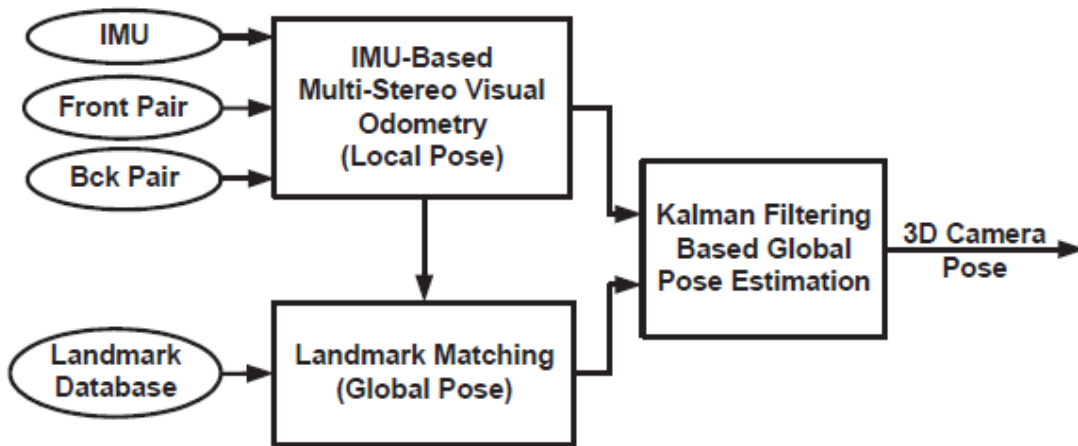 IMU
Front Pair
Bck Pair
IMU-Based
Multi-Stereo Visual
Odometry
(Local Pose)
Kalman Filtering
Based Global
Pose Estimation
3D Camera
Pose
Landmark
Database
Landmark Matching
(Global Pose)